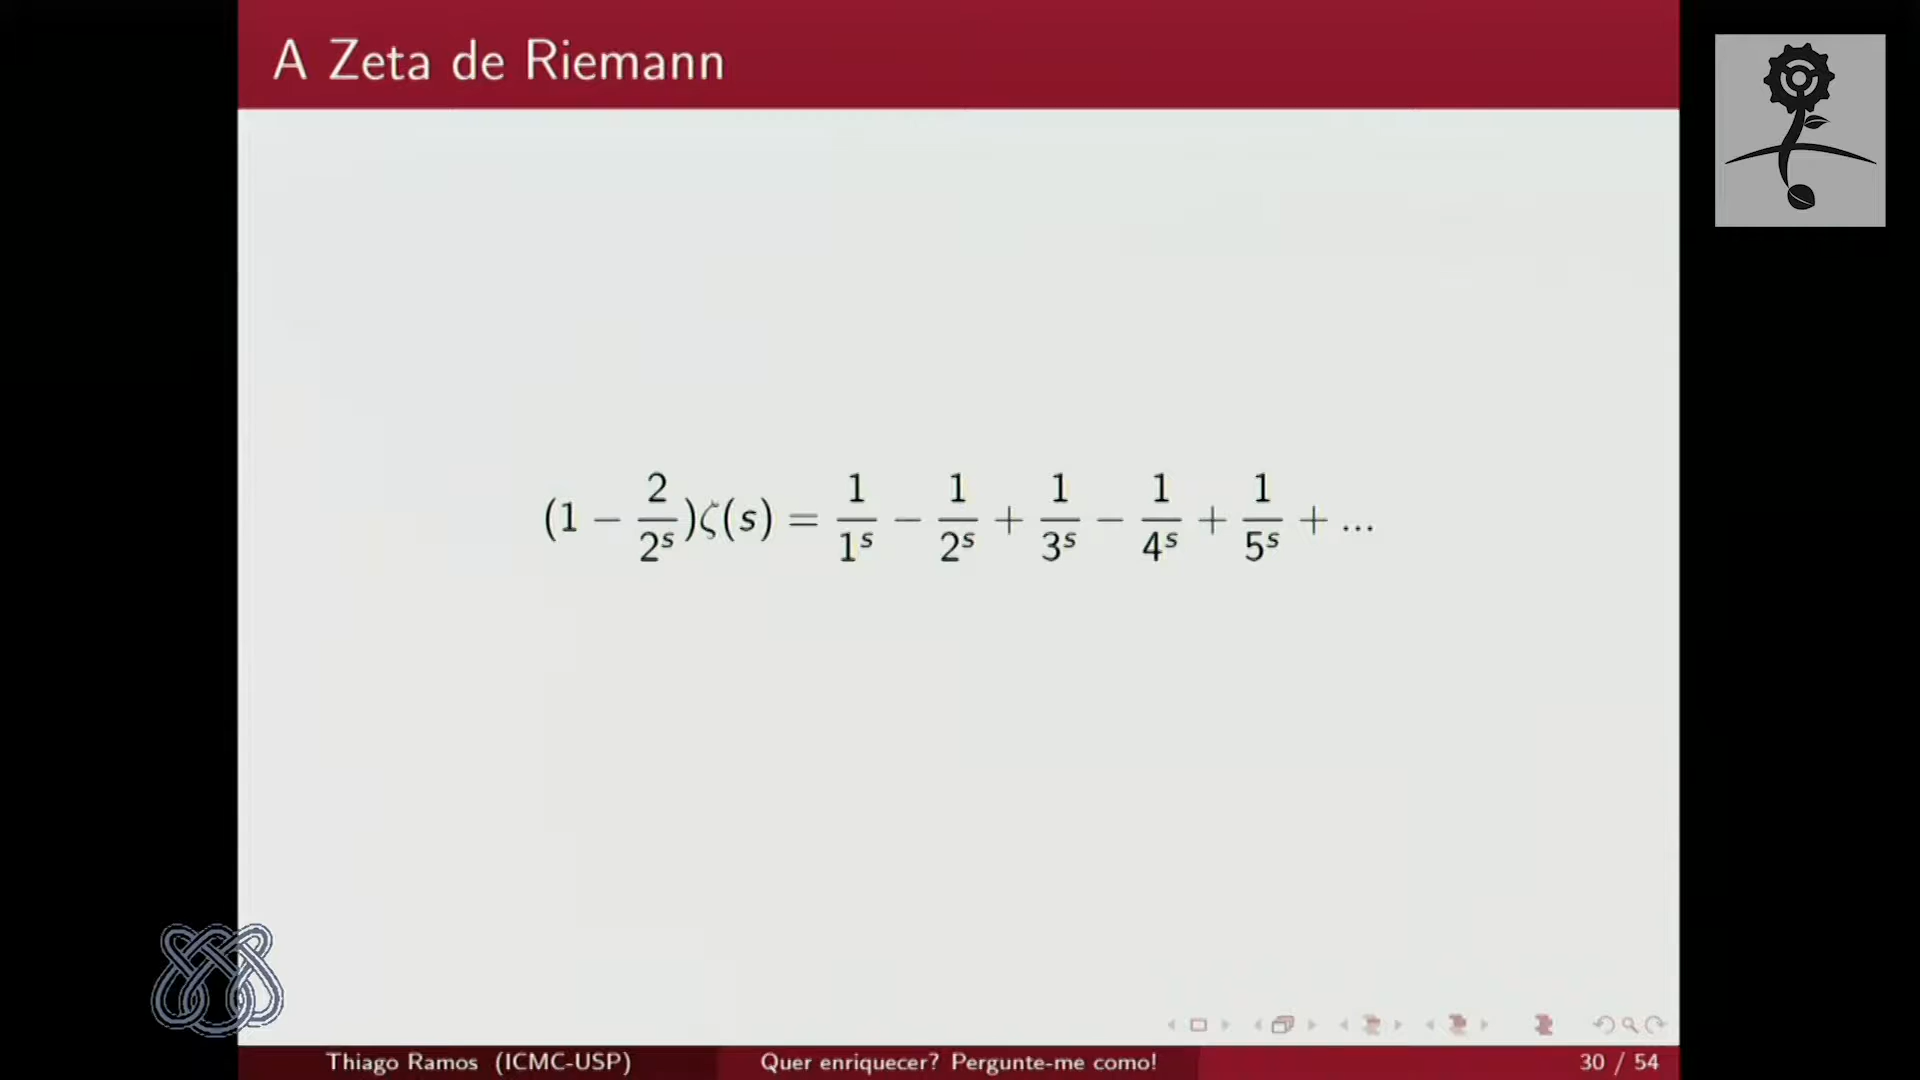 A Zeta de Riemann
(1 − 2/2^s)ζ(s) = 1/1^s − 1/2^s + 1/3^s − 1/4^s + 1/5^s + ...
Thiago Ramos (ICMC-USP) Quer enriquecer? Pergunte-me como! 30 / 54